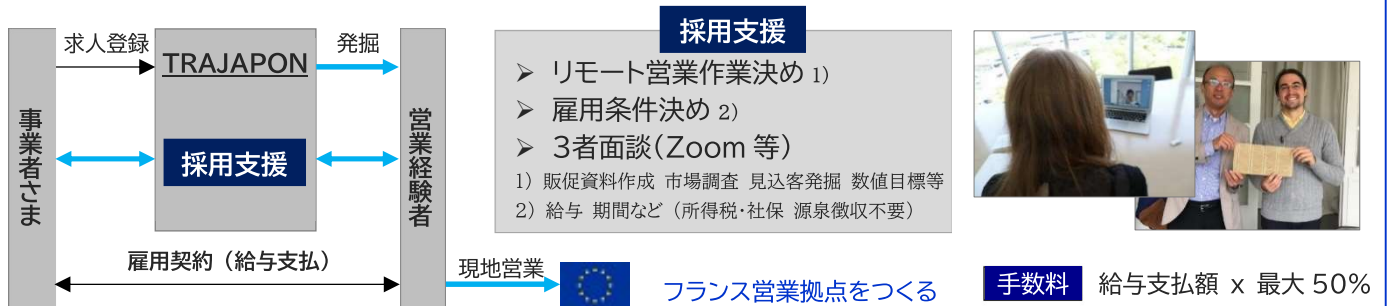 求人登録
発掘
TRAJAPON
事業者さま
採用支援
営業経験者
雇用契約（給与支払）
現地営業
採用支援
➢ リモート営業作業決め 1)
➢ 雇用条件決め 2)
➢ 3者面談(Zoom 等)
1) 販促資料作成 市場調査 見込客発掘 数値目標等
2) 給与 期間など （所得税・社保 源泉徴収不要）
フランス営業拠点をつくる
手数料 給与支払額 x 最大 50%